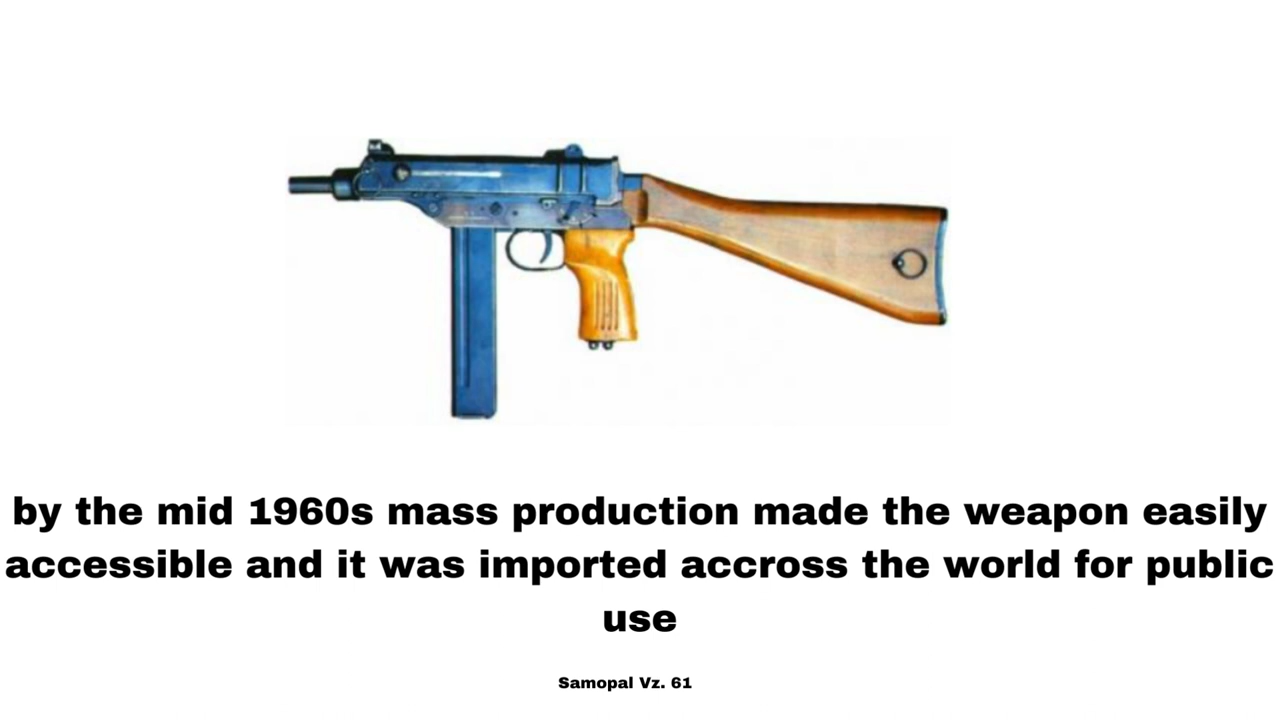 by the mid 1960s mass production made the weapon easily
accessible and it was imported accross the world for public
use
Samopal Vz. 61